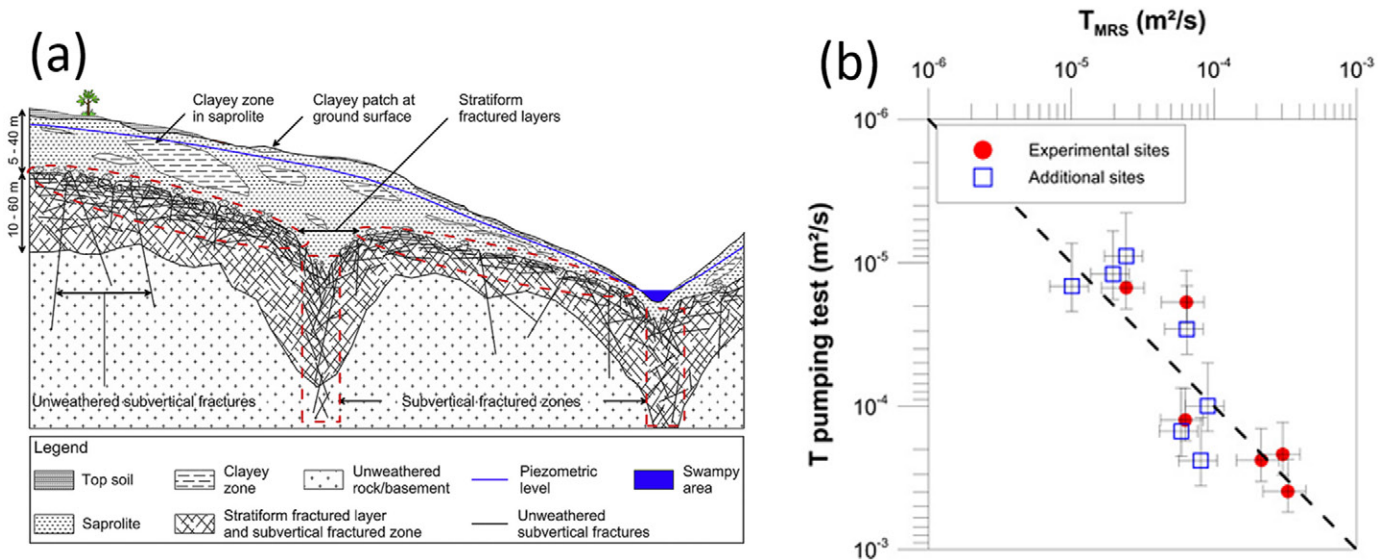 (a)
Clayey zone
in saprolite
Clayey patch at
ground surface
Stratiform
fractured layers
5 - 40 m
10 - 60 m
Unweathered subvertical fractures
Subvertical fractured zones
Legend
Top soil
Clayey
zone
Unweathered
rock/basement
Piezometric
level
Swampy
area
Saprolite
Stratiform fractured layer
and subvertical fractured zone
Unweathered
subvertical fractures
(b)
T_MRS (m²/s)
10⁻⁶ 10⁻⁵ 10⁻⁴ 10⁻³
T pumping test (m²/s)
10⁻⁶
10⁻⁵
10⁻⁴
10⁻³
Experimental sites
Additional sites